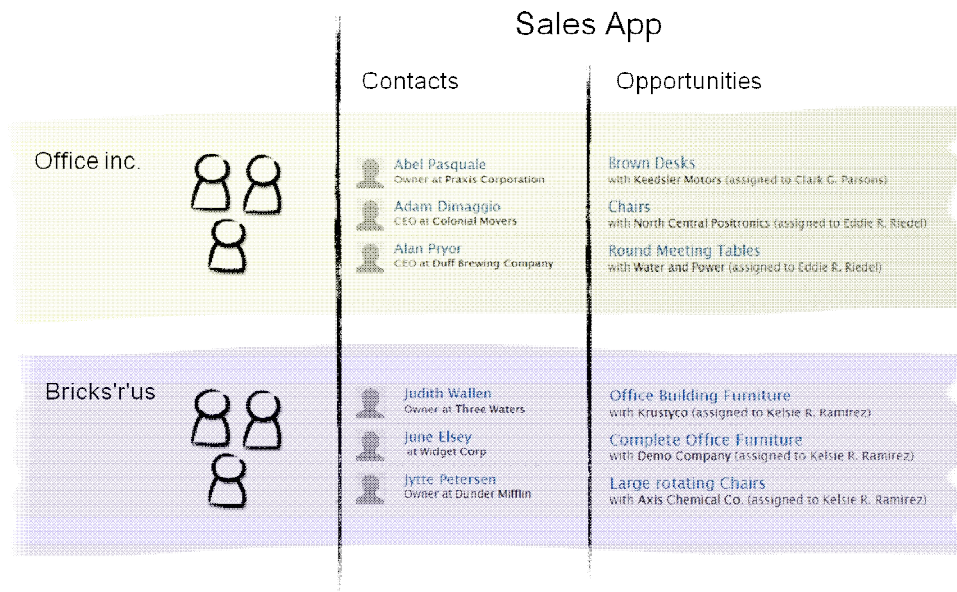 Sales App
Contacts
Opportunities
Office inc.
Abel Pasquale
Owner at Praxis Corporation
Adam Dimaggio
CEO at Colonial Movers
Alan Pryor
CEO at Duff Brewing Company
Brown Desks
with Keedsler Motors (assigned to Clark G. Parsons)
Chairs
with North Central Positronics (assigned to Eddie R. Riedel)
Round Meeting Tables
with Water and Power (assigned to Eddie R. Riedel)
Bricks'r'us
Judith Wallen
Owner at Three Waters
June Elsey
at Widget Corp
Jytte Petersen
Owner at Dunder Mifflin
Office Building Furniture
with Krustyco (assigned to Kelsie R. Ramirez)
Complete Office Furniture
with Demo Company (assigned to Kelsie R. Ramirez)
Large rotating Chairs
with Axis Chemical Co. (assigned to Kelsie R. Ramirez)